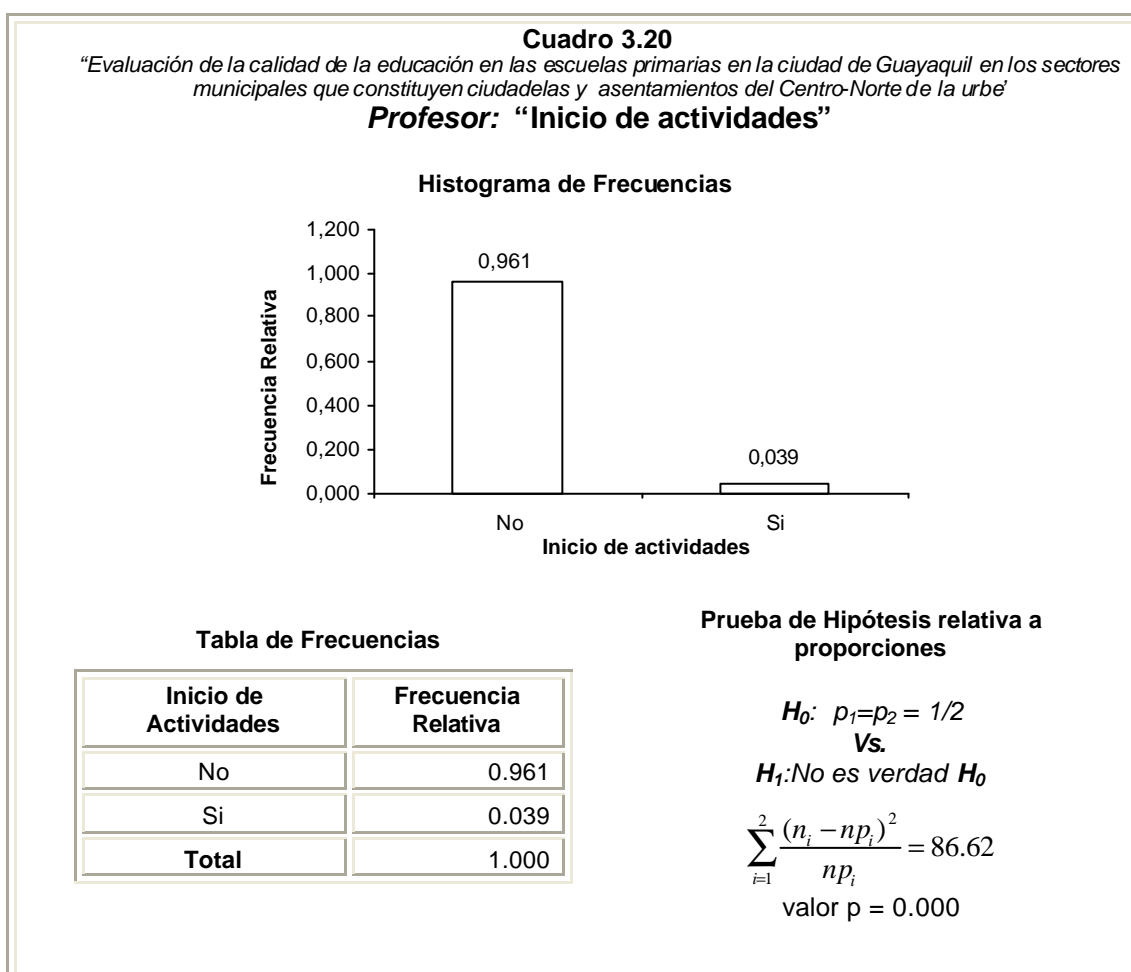 Cuadro 3.20
“Evaluación de la calidad de la educación en las escuelas primarias en la ciudad de Guayaquil en los sectores
municipales que constituyen ciudadelas y asentamientos del Centro-Norte de la urbe”
Profesor: “Inicio de actividades”
Histograma de Frecuencias
Frecuencia Relativa
1,200
1,000
0,800
0,600
0,400
0,200
0,000
0,961
0,039
No Si
Inicio de actividades
Tabla de Frecuencias
Inicio de Actividades Frecuencia Relativa
No 0.961
Si 0.039
Total 1.000
Prueba de Hipótesis relativa a
proporciones
H₀: p₁=p₂ = 1/2
Vs.
H₁:No es verdad H₀
∑_{i=1}^{2} (n_i − np_i)² / np_i = 86.62
valor p = 0.000